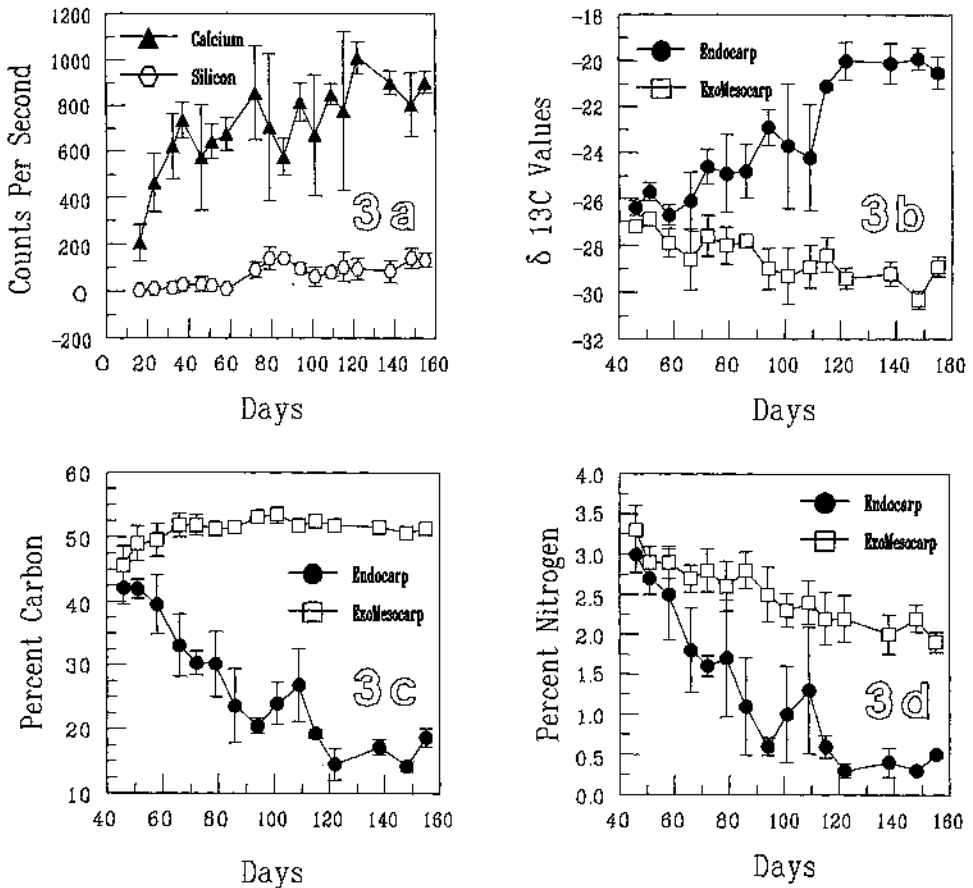 1200
1000
800
600
400
200
0
-200
Counts Per Second
Calcium
Silicon
3a
0 20 40 60 80 100 120 140 160
Days
-18
-20
-22
-24
-26
-28
-30
-32
δ 13C Values
Endocarp
ExoMesocarp
3b
40 60 80 100 120 140 160
Days
60
50
40
30
20
10
Percent Carbon
Endocarp
ExoMesocarp
3c
40 60 80 100 120 140 160
Days
4.0
3.5
3.0
2.5
2.0
1.5
1.0
0.5
0.0
Percent Nitrogen
Endocarp
ExoMesocarp
3d
40 60 80 100 120 140 160
Days